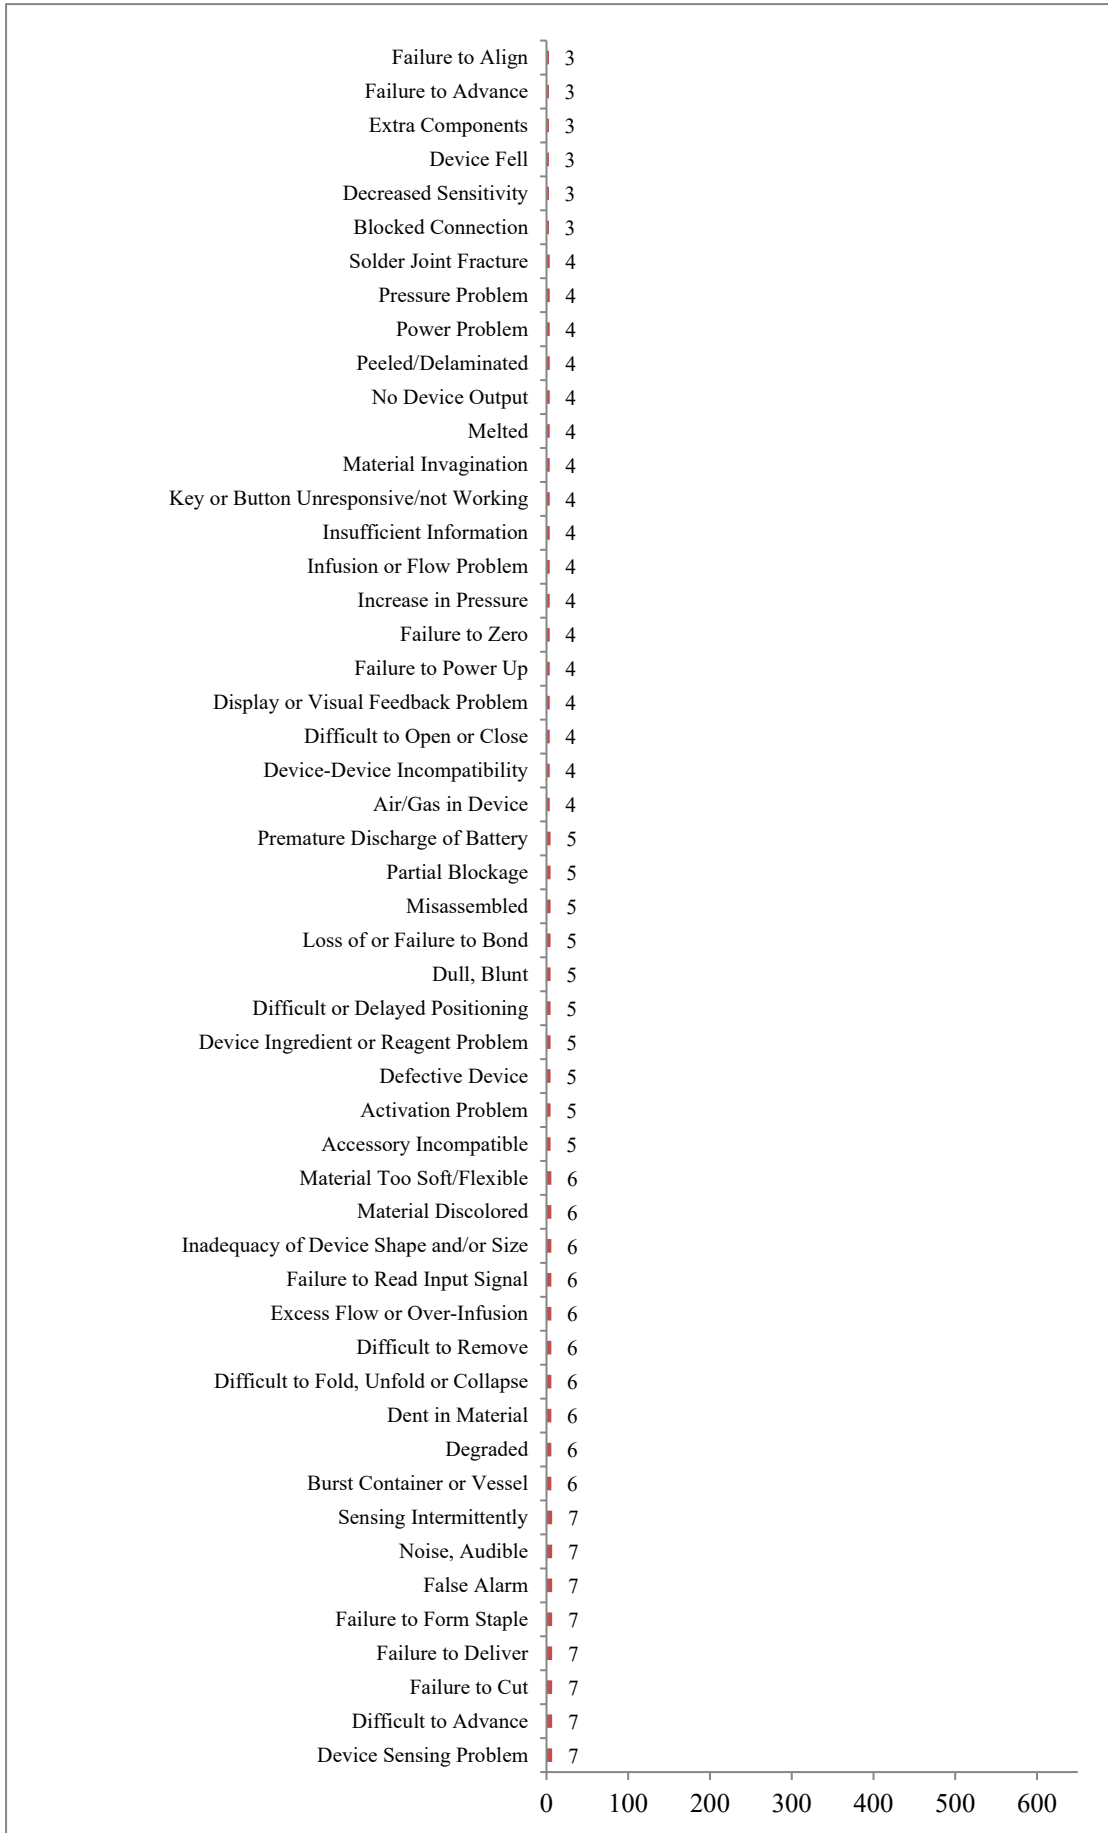 Failure to Align 3
Failure to Advance 3
Extra Components 3
Device Fell 3
Decreased Sensitivity 3
Blocked Connection 3
Solder Joint Fracture 4
Pressure Problem 4
Power Problem 4
Peeled/Delaminated 4
No Device Output 4
Melted 4
Material Invagination 4
Key or Button Unresponsive/not Working 4
Insufficient Information 4
Infusion or Flow Problem 4
Increase in Pressure 4
Failure to Zero 4
Failure to Power Up 4
Display or Visual Feedback Problem 4
Difficult to Open or Close 4
Device-Device Incompatibility 4
Air/Gas in Device 4
Premature Discharge of Battery 5
Partial Blockage 5
Misassembled 5
Loss of or Failure to Bond 5
Dull, Blunt 5
Difficult or Delayed Positioning 5
Device Ingredient or Reagent Problem 5
Defective Device 5
Activation Problem 5
Accessory Incompatible 5
Material Too Soft/Flexible 6
Material Discolored 6
Inadequacy of Device Shape and/or Size 6
Failure to Read Input Signal 6
Excess Flow or Over-Infusion 6
Difficult to Remove 6
Difficult to Fold, Unfold or Collapse 6
Dent in Material 6
Degraded 6
Burst Container or Vessel 6
Sensing Intermittently 7
Noise, Audible 7
False Alarm 7
Failure to Form Staple 7
Failure to Deliver 7
Failure to Cut 7
Difficult to Advance 7
Device Sensing Problem 7
0 100 200 300 400 500 600